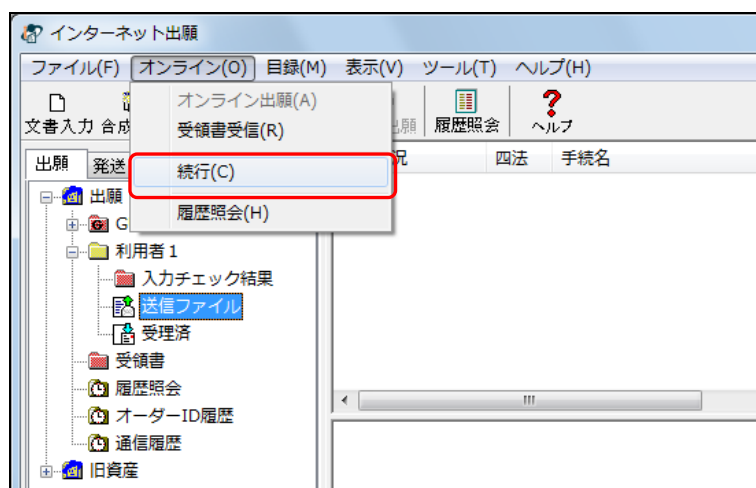 インターネット出願
ファイル(F) オンライン(O) 目録(M) 表示(V) ツール(T) ヘルプ(H)
オンライン出願(A)
受領書受信(R)
続行(C)
履歴照会(H)
文書入力 合成 出願 履歴照会 ヘルプ
出願 発送 況 四法 手続名
出願
G
利用者1
入力チェック結果
送信ファイル
受理済
受領書
履歴照会
オーダーID履歴
通信履歴
旧資産